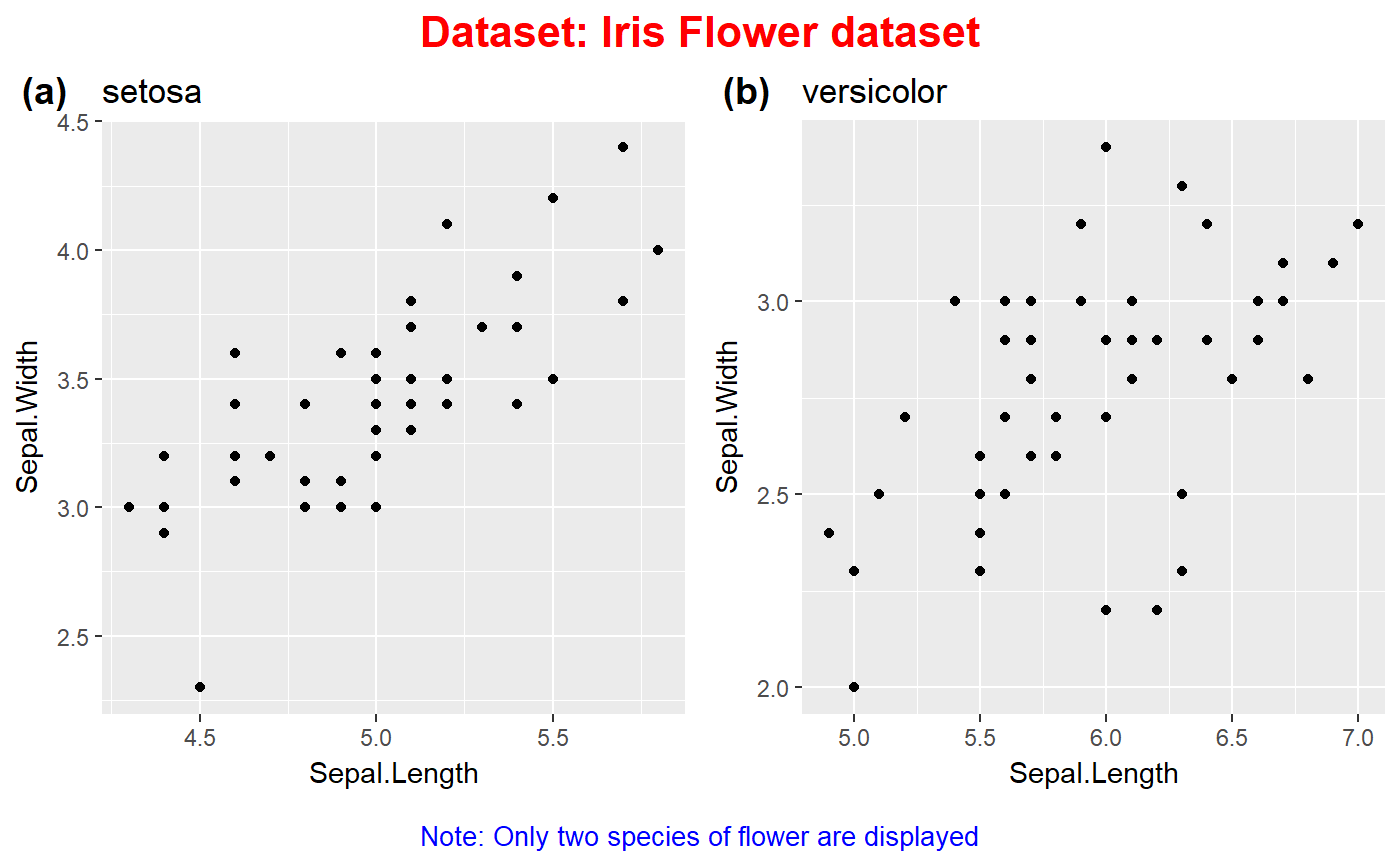 Dataset: Iris Flower dataset
(a) setosa
4.5
4.0
3.5
3.0
2.5
Sepal.Width
4.5 5.0 5.5
Sepal.Length
(b) versicolor
3.0
2.5
2.0
Sepal.Width
5.0 5.5 6.0 6.5 7.0
Sepal.Length
Note: Only two species of flower are displayed